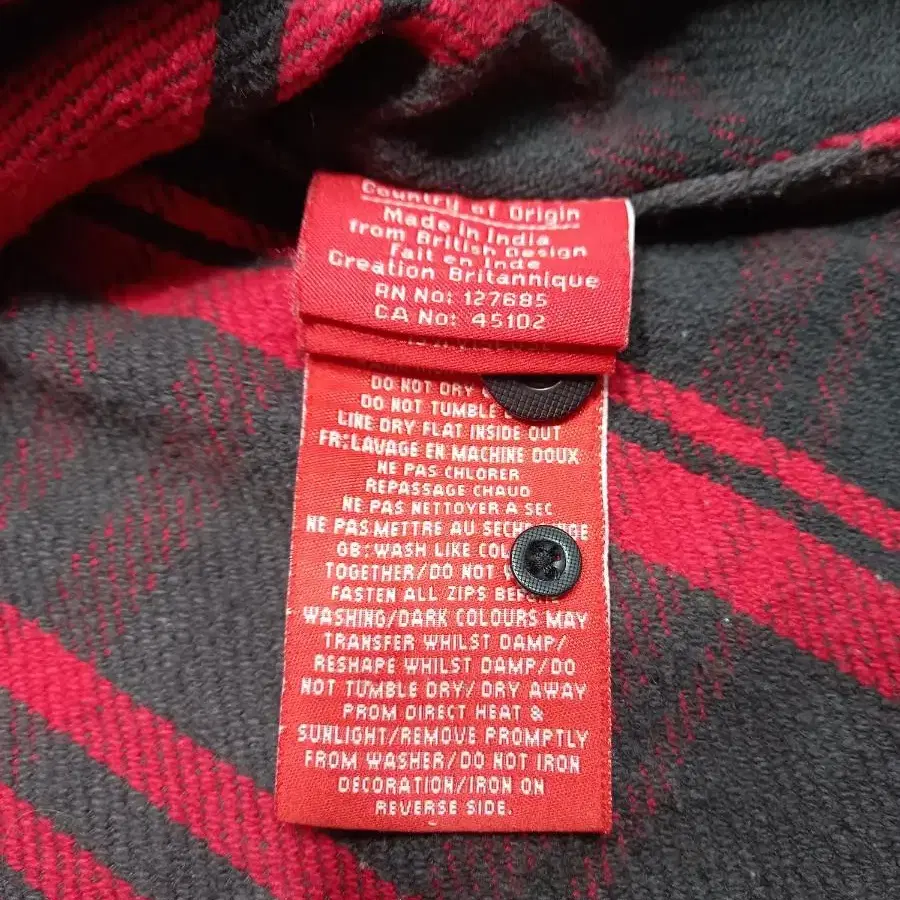 Country of Origin
Made in India
from British design
Fait en Inde
Creation Britannique
RN No: 127685
CA No: 45102
DO NOT DRY
DO NOT TUMBLE
LINE DRY FLAT INSIDE OUT
FR:LAVAGE EN MACHINE DOUX
NE PAS CHLORER
REPASSAGE CHAUD
NE PAS NETTOYER A SEC
NE PAS METTRE AU
GB: WASH LIKE
TOGETHER/DO NOT
FASTEN ALL ZIPS
WASHING/DARK COLOURS MAY
TRANSFER WHILST DAMP/
RESHAPE WHILST DAMP/DO
NOT TUMBLE DRY/ DRY AWAY
PROM DIRECT HEAT &
SUNLIGHT/REMOVE PROMPTLY
FROM WASHER/DO NOT IRON
DECORATION/IRON ON
REVERSE SIDE.